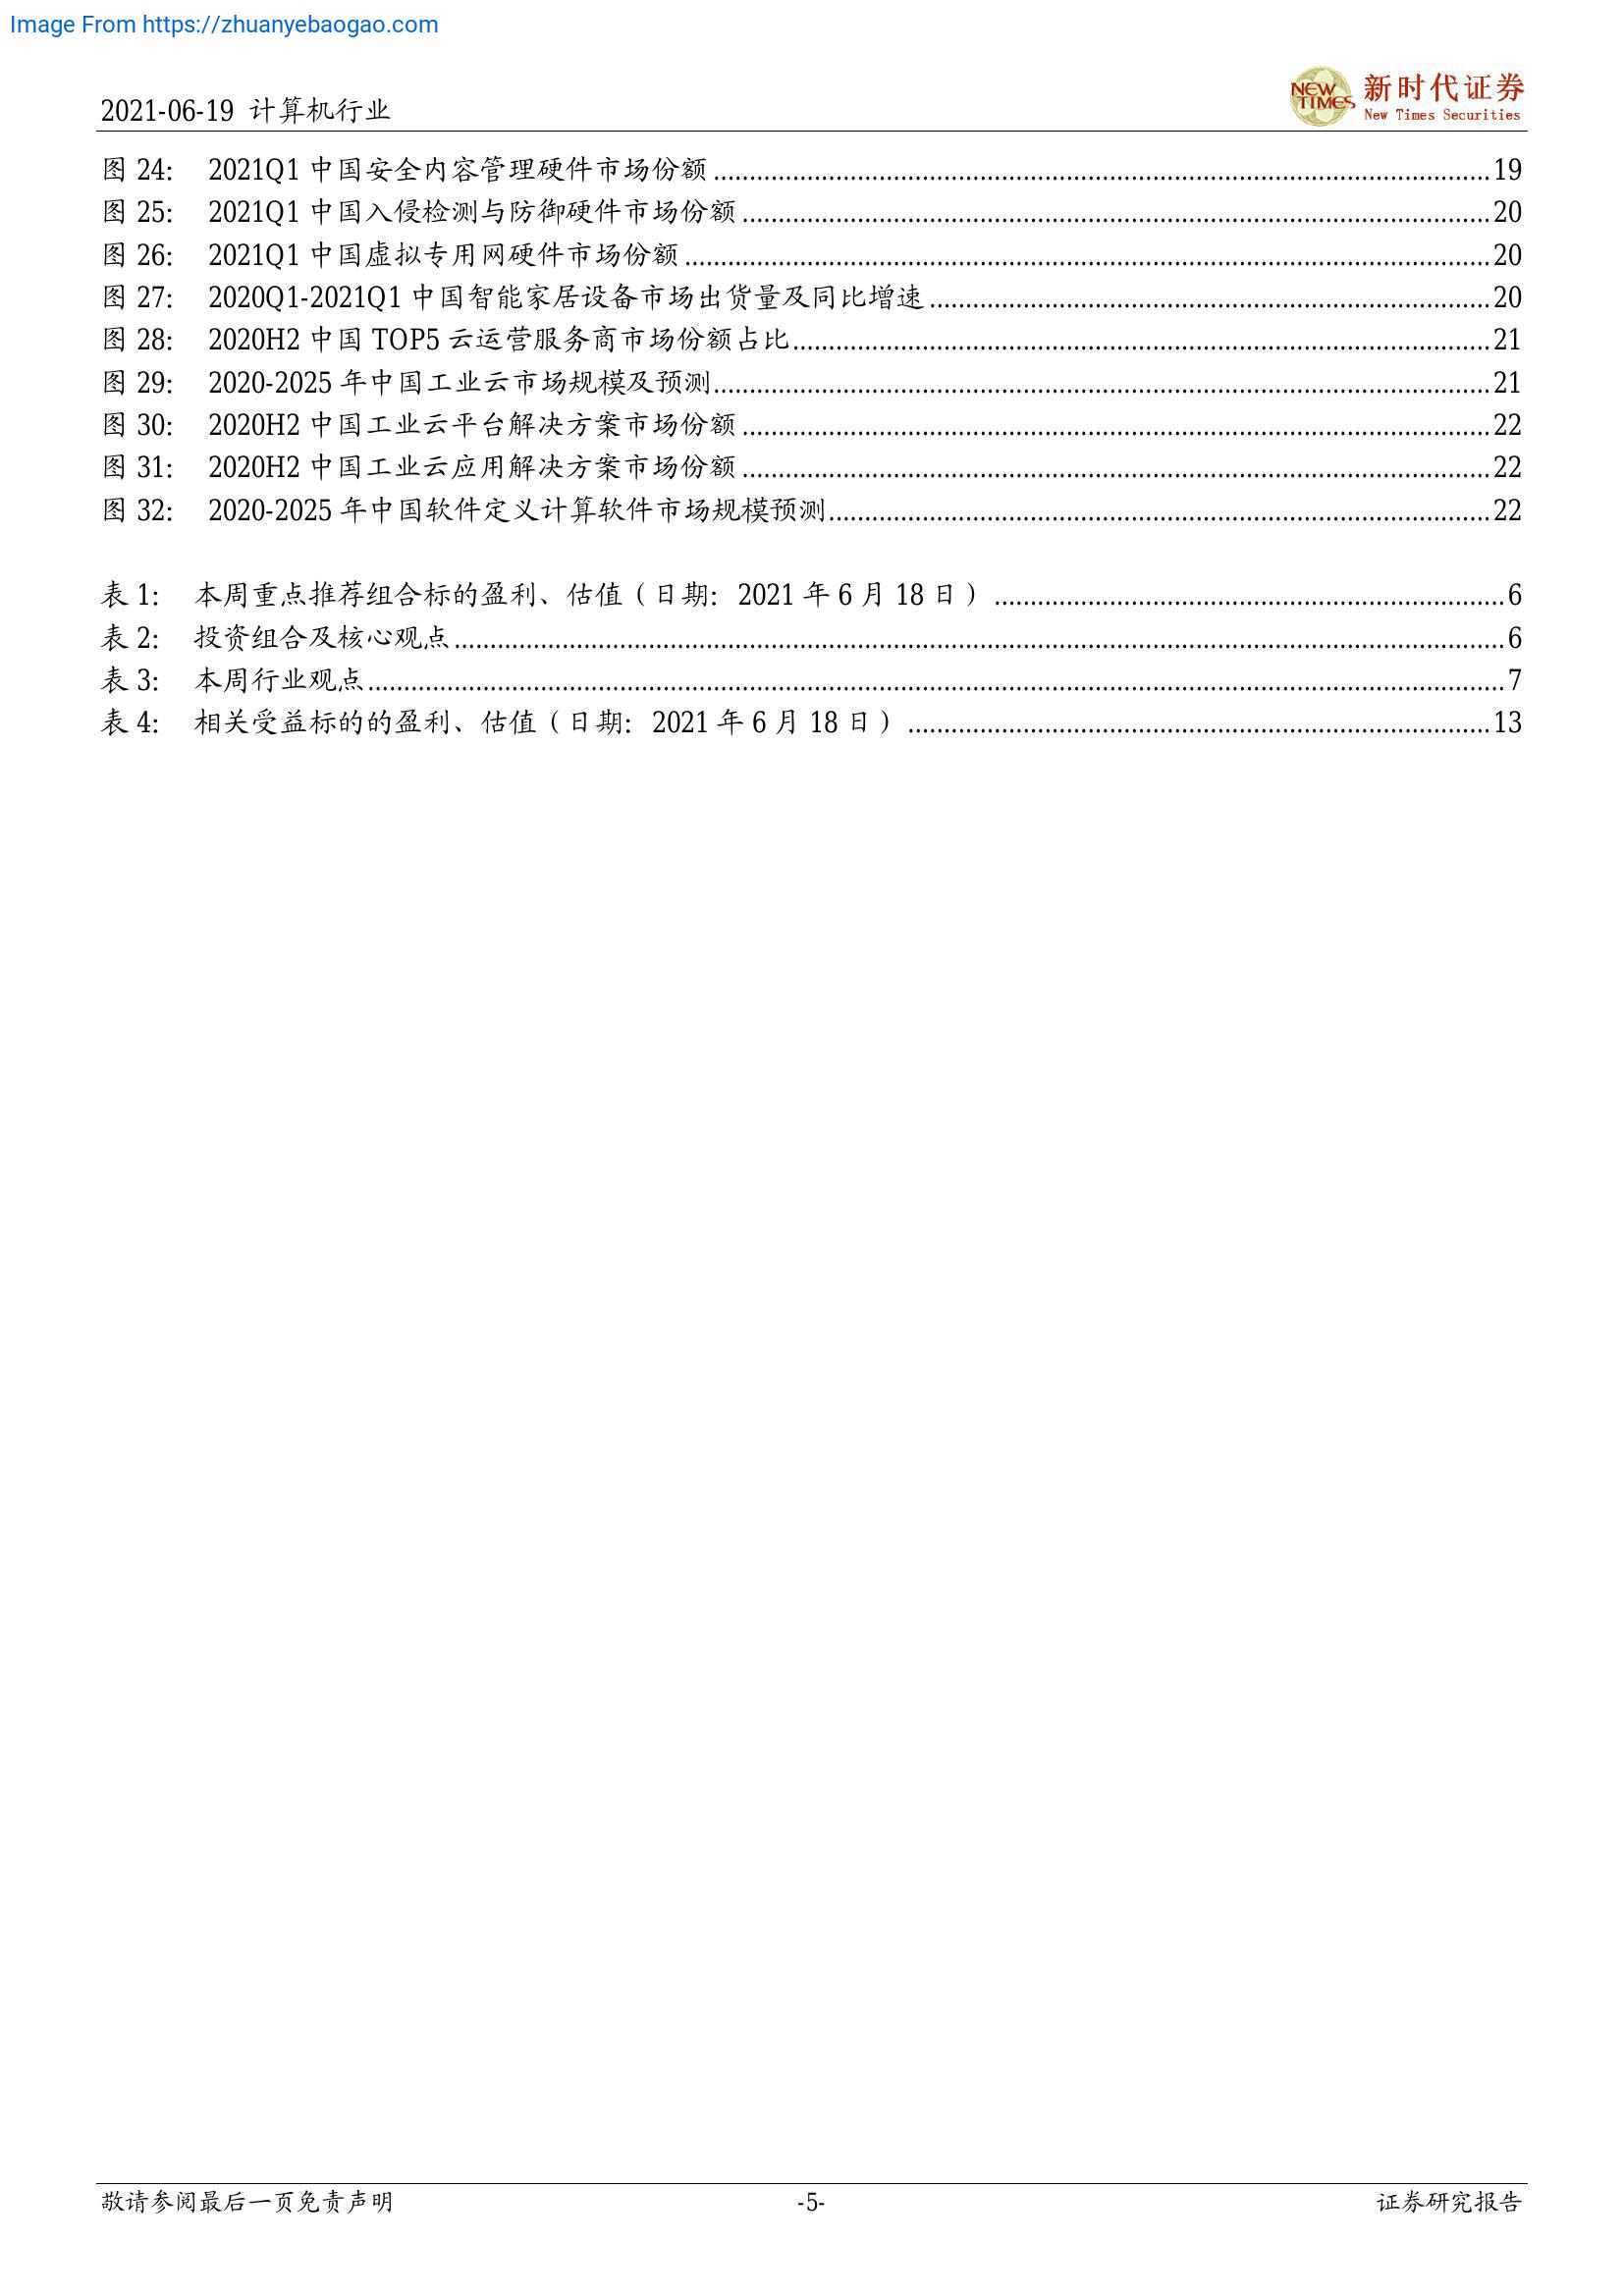 Image From https://zhuanyebaogao.com
2021-06-19 计算机行业
NEW TIMES
新时代证券
New Times Securities
图 24: 2021Q1 中国安全内容管理硬件市场份额 ........ 19
图 25: 2021Q1 中国入侵检测与防御硬件市场份额 ........ 20
图 26: 2021Q1 中国虚拟专用网硬件市场份额 ........ 20
图 27: 2020Q1-2021Q1 中国智能家居设备市场出货量及同比增速 ........ 20
图 28: 2020H2 中国 TOP5 云运营服务商市场份额占比 ........ 21
图 29: 2020-2025 年中国工业云市场规模及预测 ........ 21
图 30: 2020H2 中国工业云平台解决方案市场份额 ........ 22
图 31: 2020H2 中国工业云应用解决方案市场份额 ........ 22
图 32: 2020-2025 年中国软件定义计算软件市场规模预测 ........ 22
表 1: 本周重点推荐组合标的盈利、估值（日期: 2021 年 6 月 18 日） ........ 6
表 2: 投资组合及核心观点 ........ 6
表 3: 本周行业观点 ........ 7
表 4: 相关受益标的的盈利、估值（日期: 2021 年 6 月 18 日） ........ 13
敬请参阅最后一页免责声明
-5-
证券研究报告